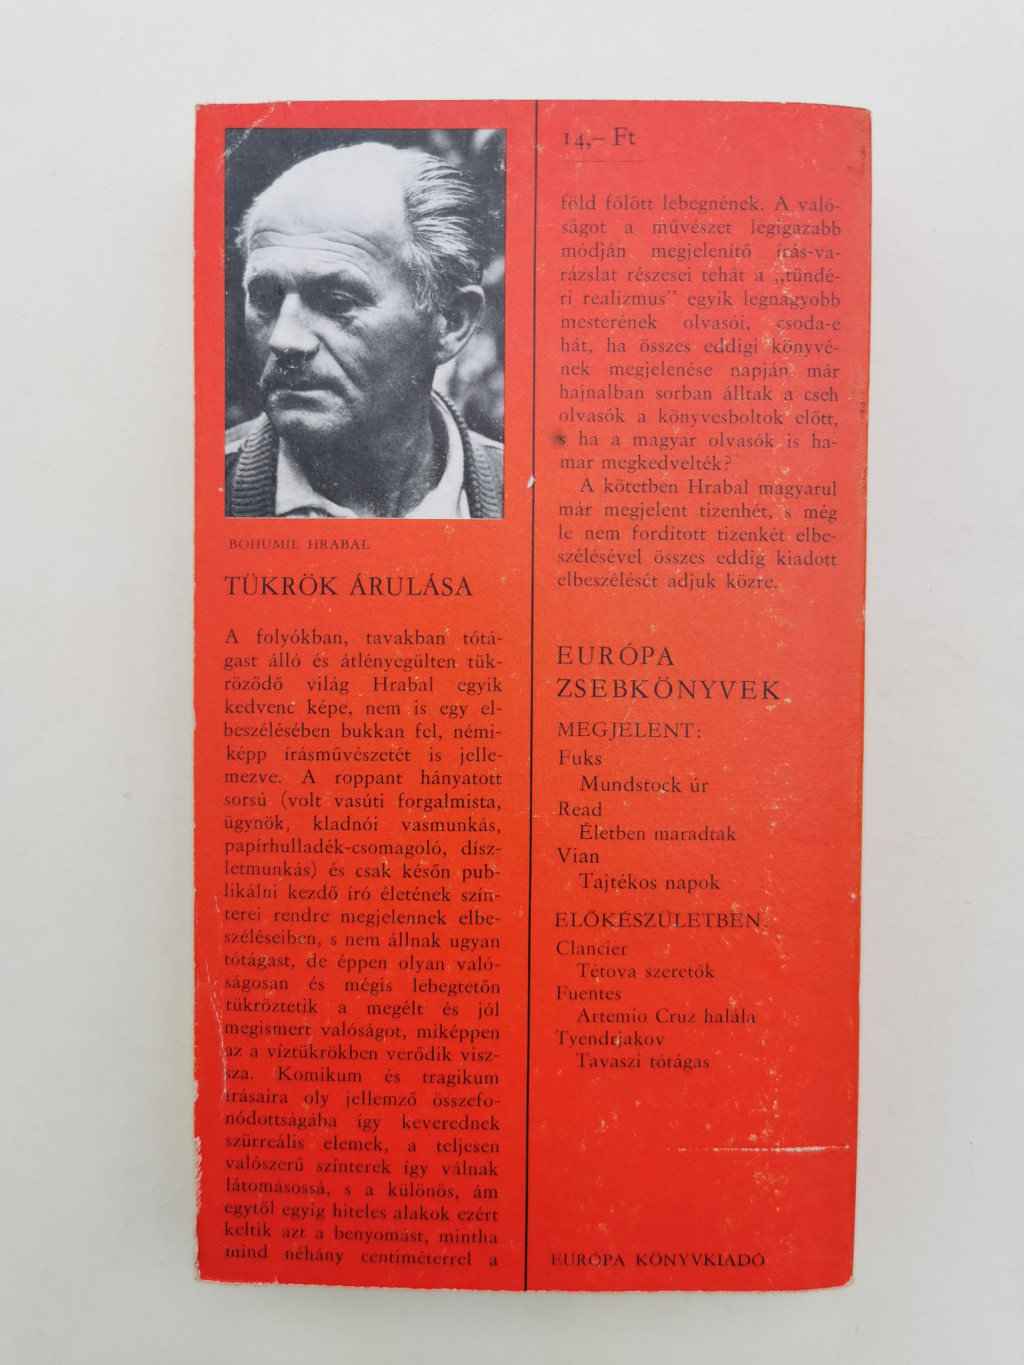 BOHUMIL HRABAL
TÜKRÖK ÁRULÁSA
A folyókban, tavakban tótá-
gast álló és átlényegülten tük-
röződő világ Hrabal egyik
kedvenc képe, nem is egy el-
beszélésében bukkan fel, némi-
képp írásművészetét is jelle-
mezve. A roppant hányatott
sorsú (volt vasúti forgalmista,
ügynök, kladnói vasmunkás,
papírhulladék-csomagoló, dísz-
letmunkás) és csak későn pub-
likálni kezdő író életének szín-
terei rendre megjelennek elbe-
széléseiben, s nem állnak ugyan
tótágast, de éppen olyan való-
ságosan és mégis lebegtetőn
tükröztetik a megélt és jól
megismert valóságot, miképpen
az a víztükrökben verődik visz-
sza. Komikum és tragikum
írásaira oly jellemző összefo-
nódottságába így keverednek
szürreális elemek, a teljesen
valószerű színterek így válnak
látomásossá, s a különös, ám
egytől egyig hiteles alakok ezért
keltik azt a benyomást, mintha
mind néhány centiméterrel a
14,– Ft
föld fölött lebegnének. A való-
ságot a művészet legigazabb
módján megjelenítő írás-va-
rázslat részesei tehát a „tündé-
ri realizmus” egyik legnagyobb
mesterének olvasói, csoda-e
hát, ha összes eddigi könyvé-
nek megjelenése napján már
hajnalban sorban álltak a cseh
olvasók a könyvesboltok előtt,
s ha a magyar olvasók is ha-
mar megkedvelték?
A kötetben Hrabal magyarul
már megjelent tizenhét, s még
le nem fordított tizenkét elbe-
szélésével összes eddig kiadott
elbeszélését adjuk közre.
EURÓPA
ZSEBKÖNYVEK
MEGJELENT:
Fuks
Mundstock úr
Read
Életben maradtak
Vian
Tajtékos napok
ELŐKÉSZÜLETBEN:
Clancier
Tétova szeretők
Fuentes
Artemio Cruz halála
Tyendrjakov
Tavaszi tótágas
EURÓPA KÖNYVKIADÓ